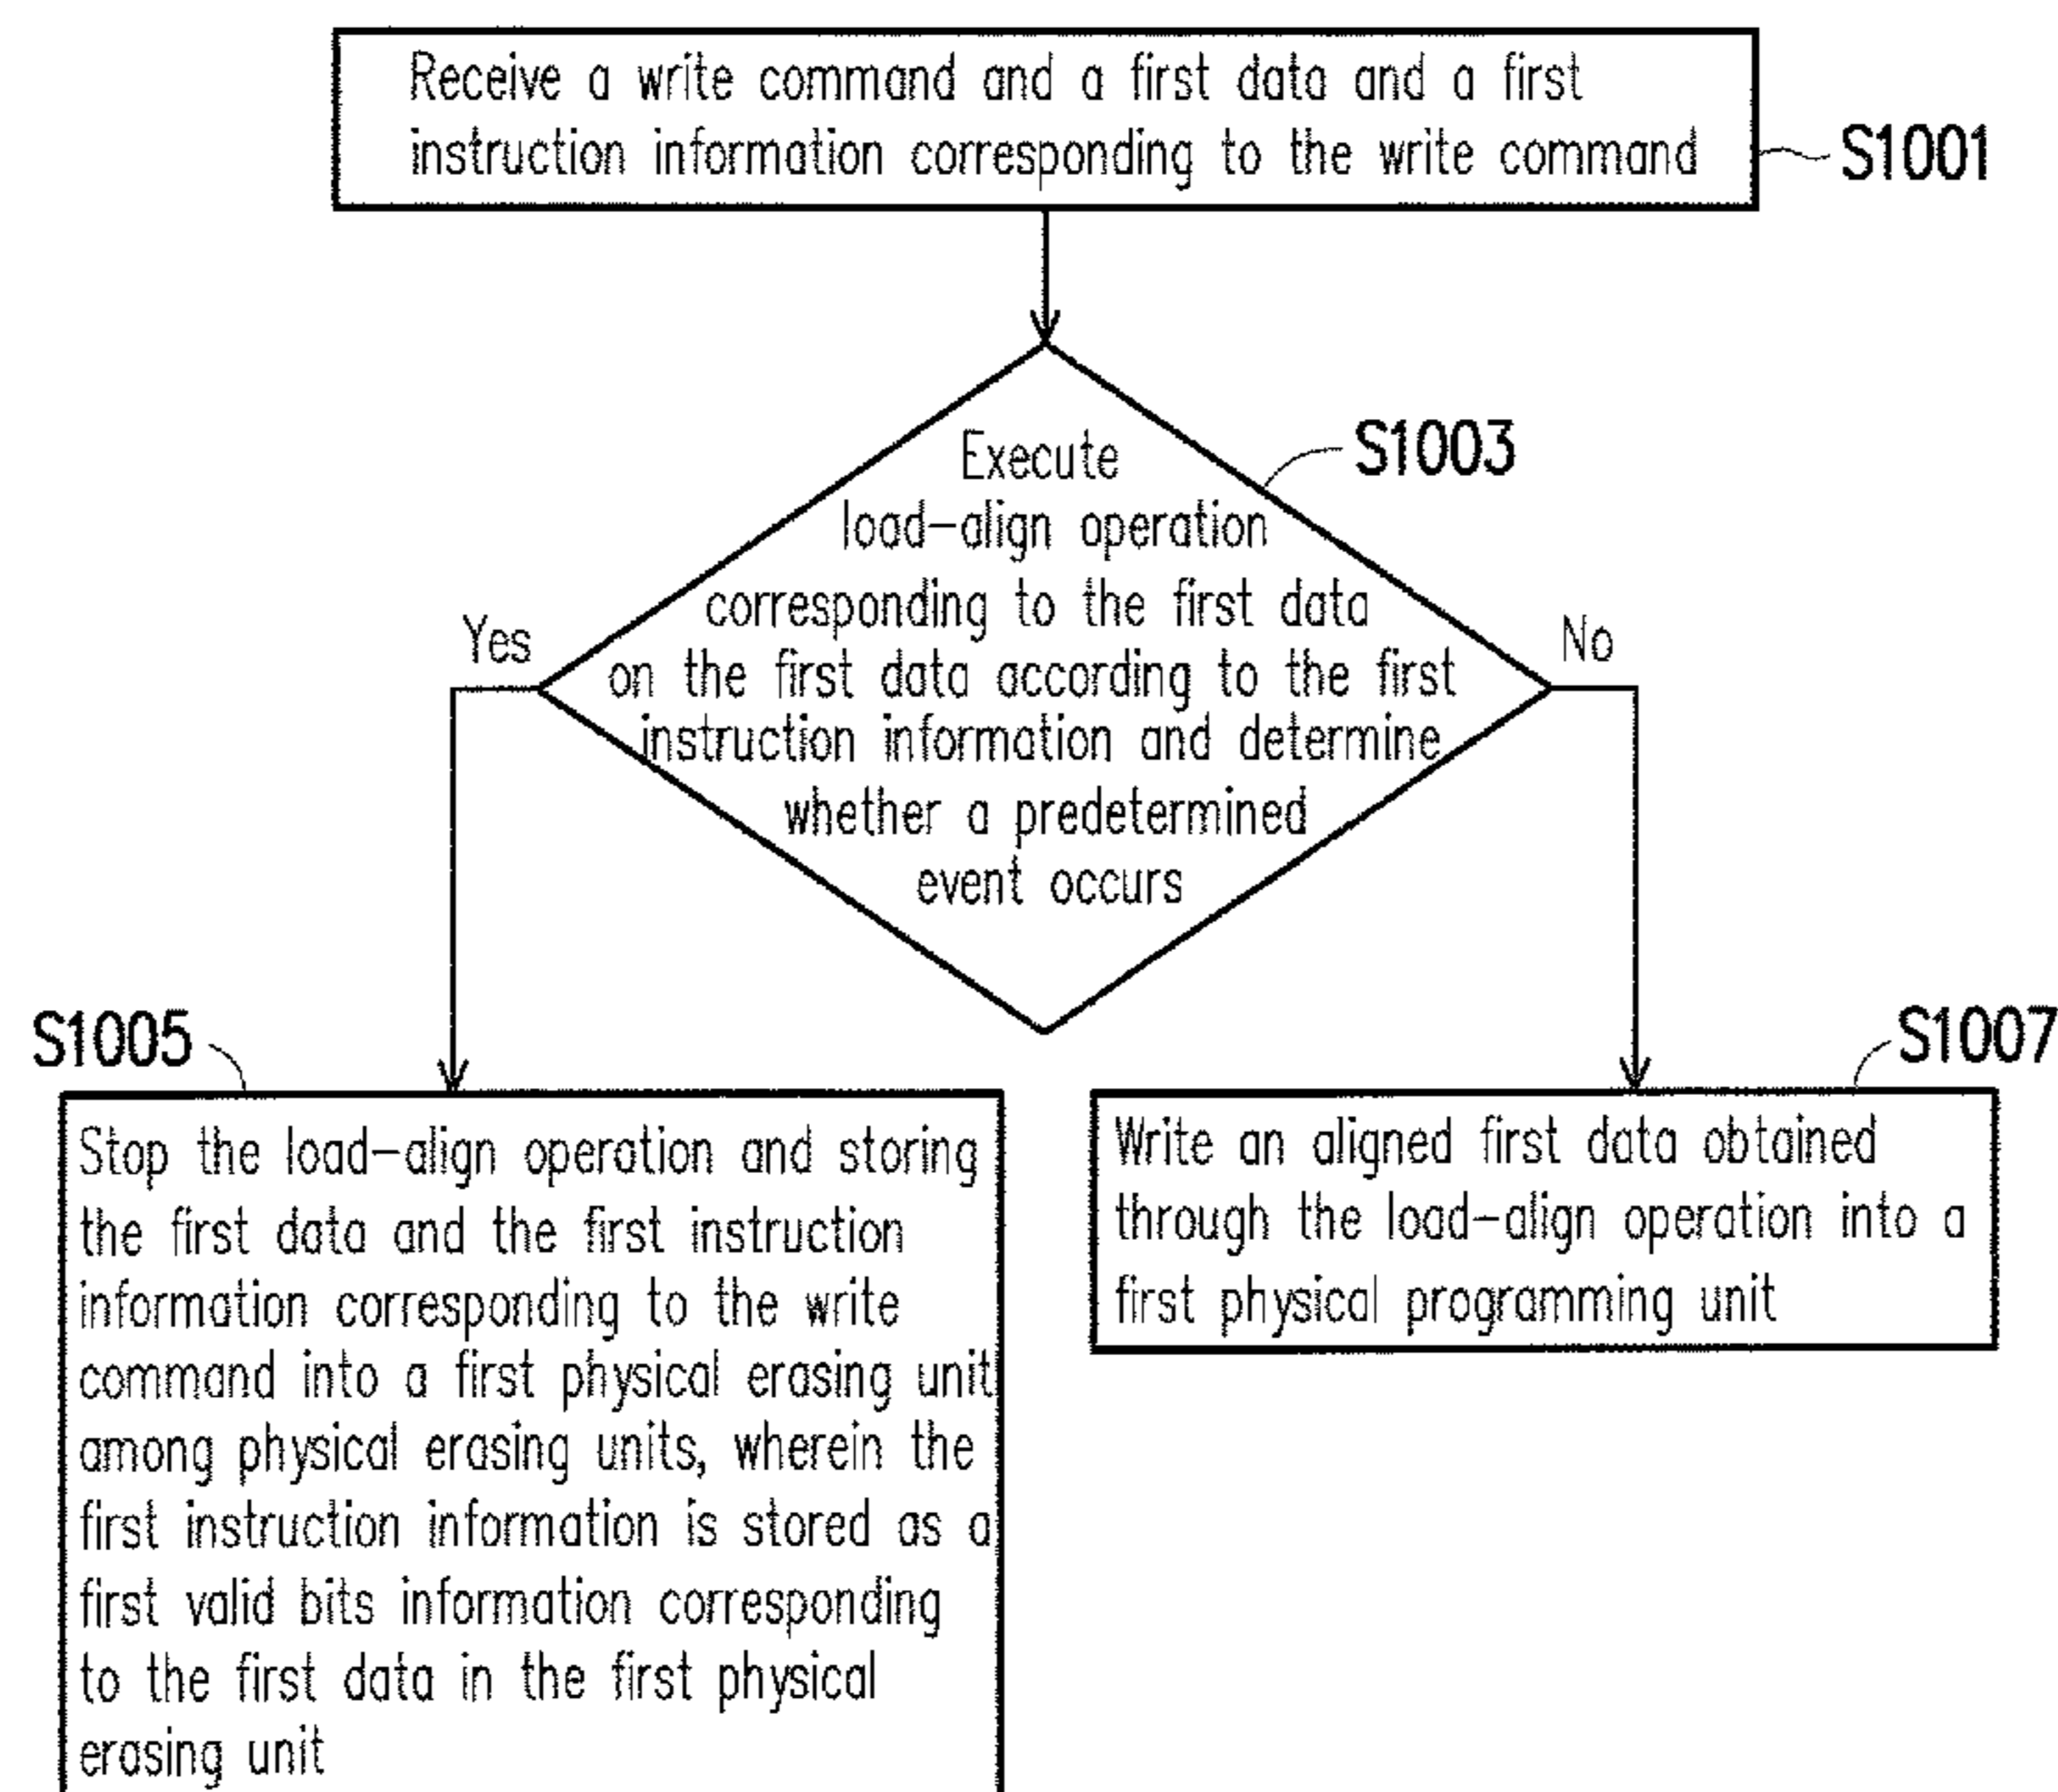 Receive a write command and a first data and a first
instruction information corresponding to the write command
S1001
Execute
load-align operation
corresponding to the first data
on the first data according to the first
instruction information and determine
whether a predetermined
event occurs
S1003
Yes
No
S1005
Stop the load-align operation and storing
the first data and the first instruction
information corresponding to the write
command into a first physical erasing unit
among physical erasing units, wherein the
first instruction information is stored as a
first valid bits information corresponding
to the first data in the first physical
erasing unit
S1007
Write an aligned first data obtained
through the load-align operation into a
first physical programming unit